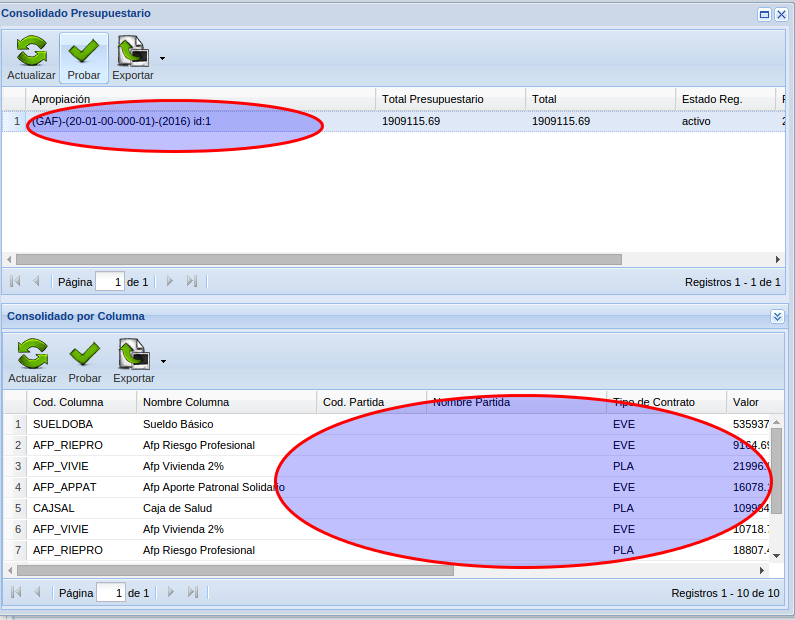 Consolidado Presupuestario
Actualizar Probar Exportar
Apropiación Total Presupuestario Total Estado Reg.
1 (GAF)-(20-01-00-000-01)-(2016) id:1 1909115.69 1909115.69 activo
Página 1 de 1 Registros 1 - 1 de 1
Consolidado por Columna
Actualizar Probar Exportar
Cod. Columna Nombre Columna Cod. Partida Nombre Partida Tipo de Contrato Valor
1 SUELDOBA Sueldo Básico EVE 535937
2 AFP_RIEPRO Afp Riesgo Profesional EVE 9164.69
3 AFP_VIVIE Afp Vivienda 2% PLA 21996.
4 AFP_APPAT Afp Aporte Patronal Solidario EVE 16078.
5 CAJSAL Caja de Salud PLA 109984
6 AFP_VIVIE Afp Vivienda 2% EVE 10718.
7 AFP_RIEPRO Afp Riesgo Profesional PLA 18807.
Página 1 de 1 Registros 1 - 10 de 10